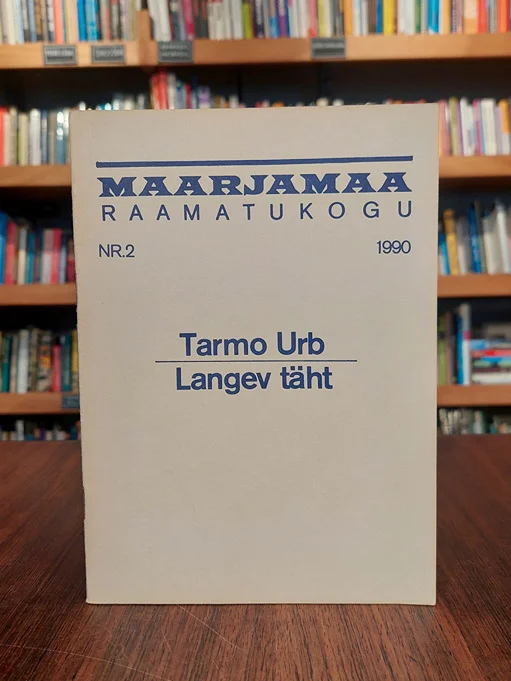 MAARJAMAA
RAAMATUKOGU
NR.2 1990
Tarmo Urb
Langev täht